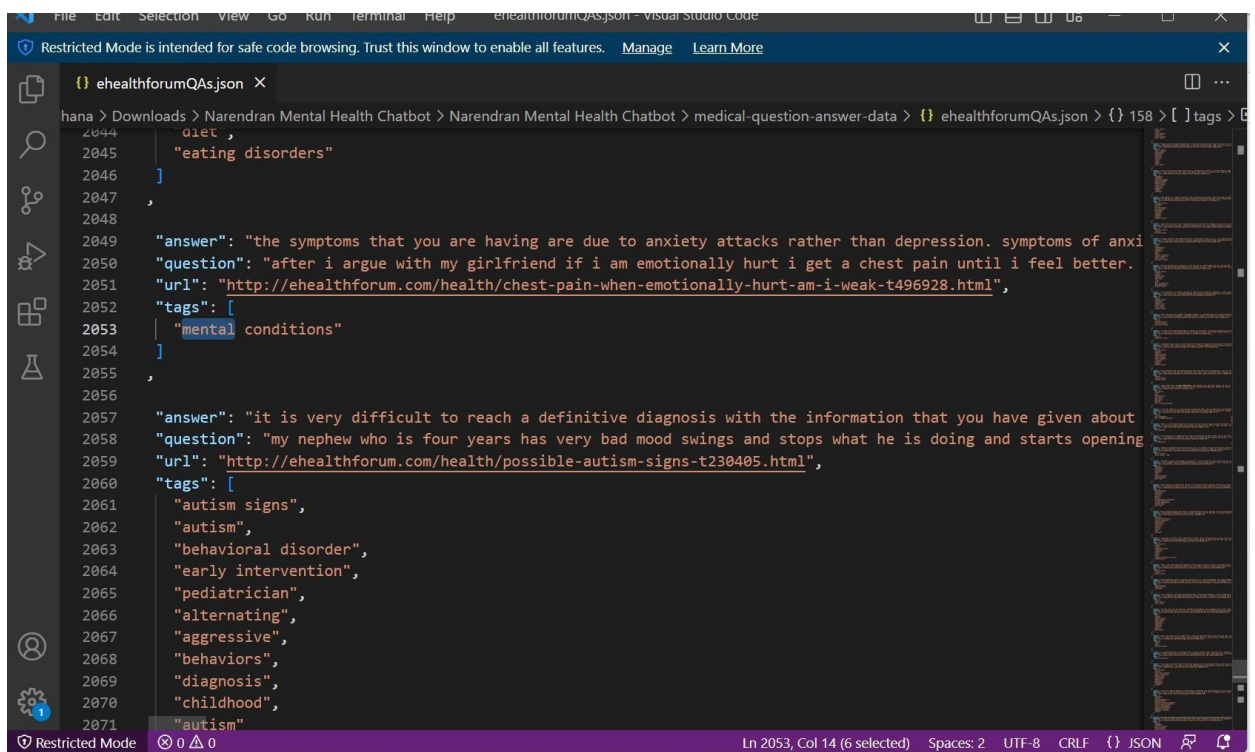 File Edit Selection View Go Run Terminal Help ehealthforumQAs.json - Visual Studio Code
Restricted Mode is intended for safe code browsing. Trust this window to enable all features. Manage Learn More
{} ehealthforumQAs.json
hana > Downloads > Narendran Mental Health Chatbot > Narendran Mental Health Chatbot > medical-question-answer-data > {} ehealthforumQAs.json > {} 158 > [ ] tags >
2044 "diet",
2045 "eating disorders"
2046 ]
2047 ,
2048
2049 "answer": "the symptoms that you are having are due to anxiety attacks rather than depression. symptoms of anxi
2050 "question": "after i argue with my girlfriend if i am emotionally hurt i get a chest pain until i feel better.
2051 "url": "http://ehealthforum.com/health/chest-pain-when-emotionally-hurt-am-i-weak-t496928.html",
2052 "tags": [
2053 "mental conditions"
2054 ]
2055 ,
2056
2057 "answer": "it is very difficult to reach a definitive diagnosis with the information that you have given about
2058 "question": "my nephew who is four years has very bad mood swings and stops what he is doing and starts opening
2059 "url": "http://ehealthforum.com/health/possible-autism-signs-t230405.html",
2060 "tags": [
2061 "autism signs",
2062 "autism",
2063 "behavioral disorder",
2064 "early intervention",
2065 "pediatrician",
2066 "alternating",
2067 "aggressive",
2068 "behaviors",
2069 "diagnosis",
2070 "childhood",
2071 "autism"
1
Restricted Mode 0 0 Ln 2053, Col 14 (6 selected) Spaces: 2 UTF-8 CRLF {} JSON